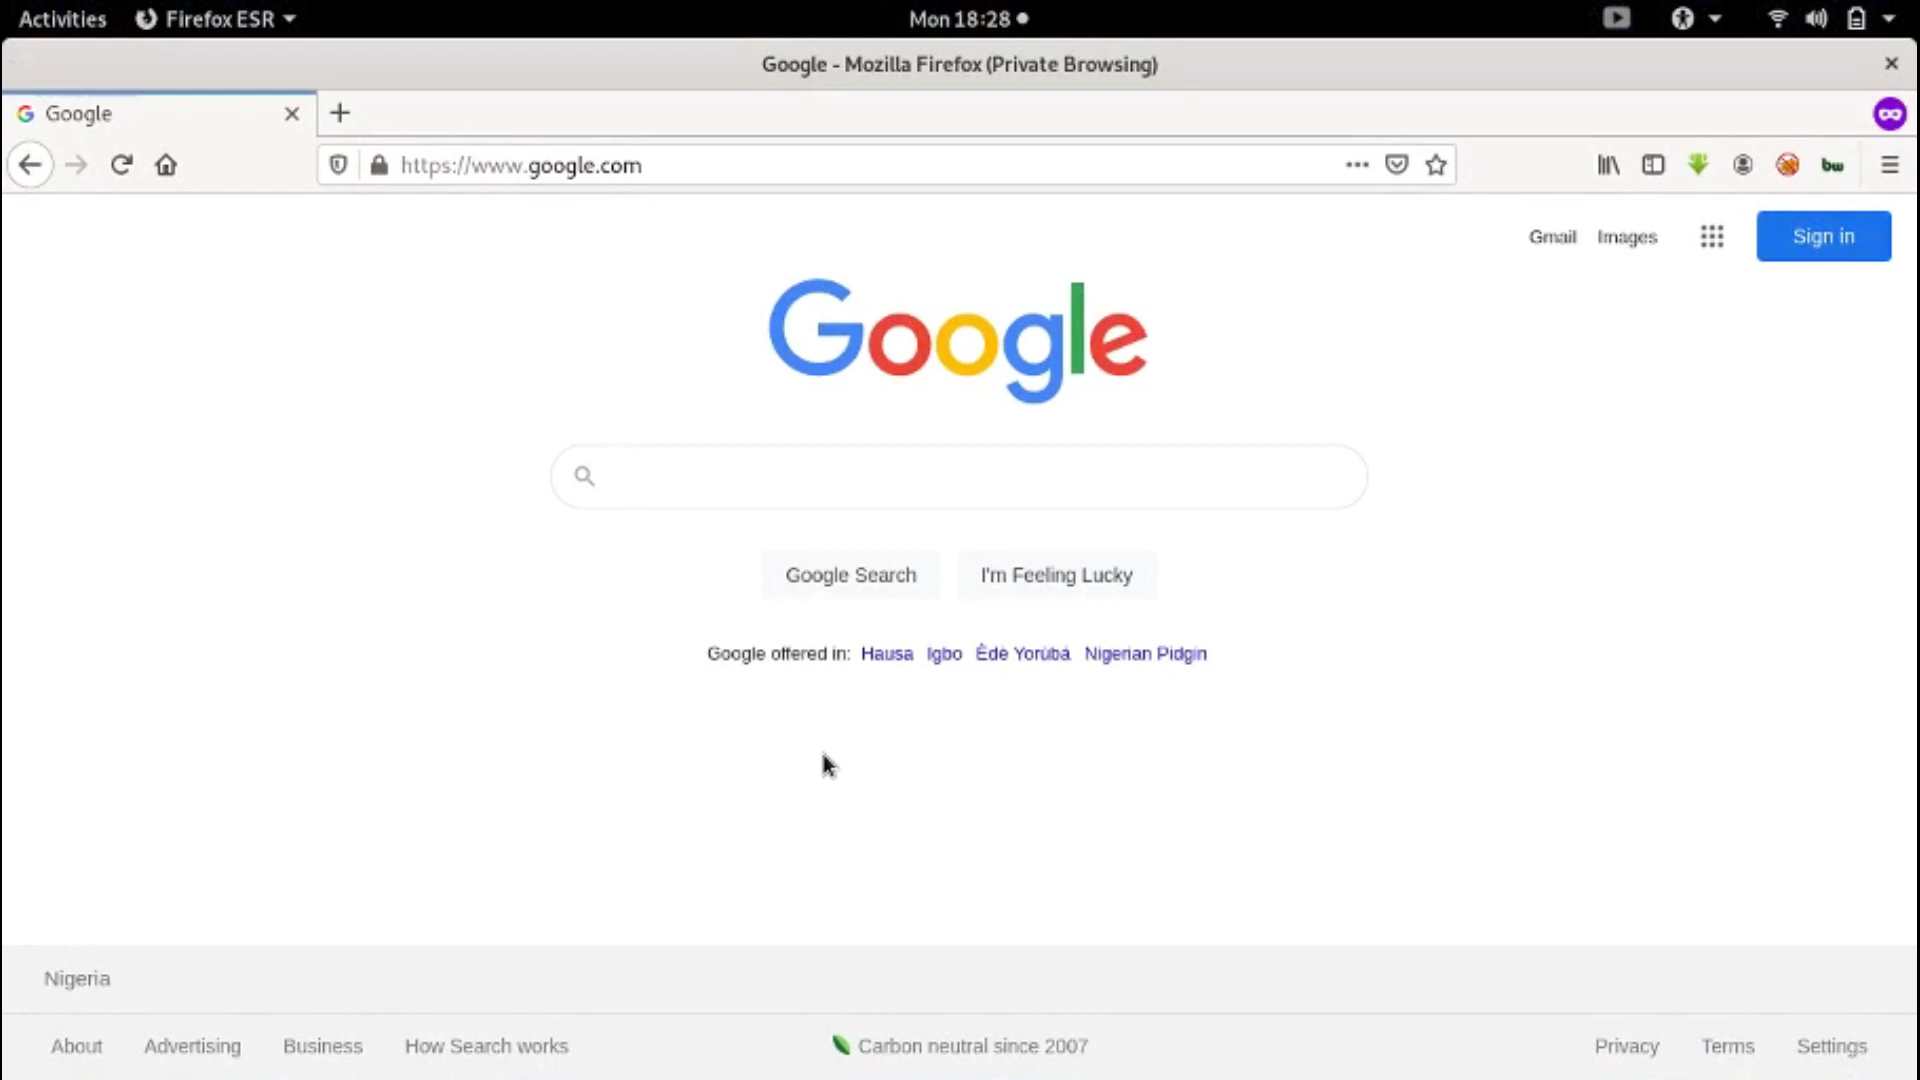 Activities Firefox ESR Mon 18:28
Google - Mozilla Firefox (Private Browsing)
Google
https://www.google.com
bw
Gmail Images Sign in
Google
Google Search I'm Feeling Lucky
Google offered in: Hausa Igbo Èdè Yorùbá Nigerian Pidgin
Nigeria
About Advertising Business How Search works Carbon neutral since 2007 Privacy Terms Settings